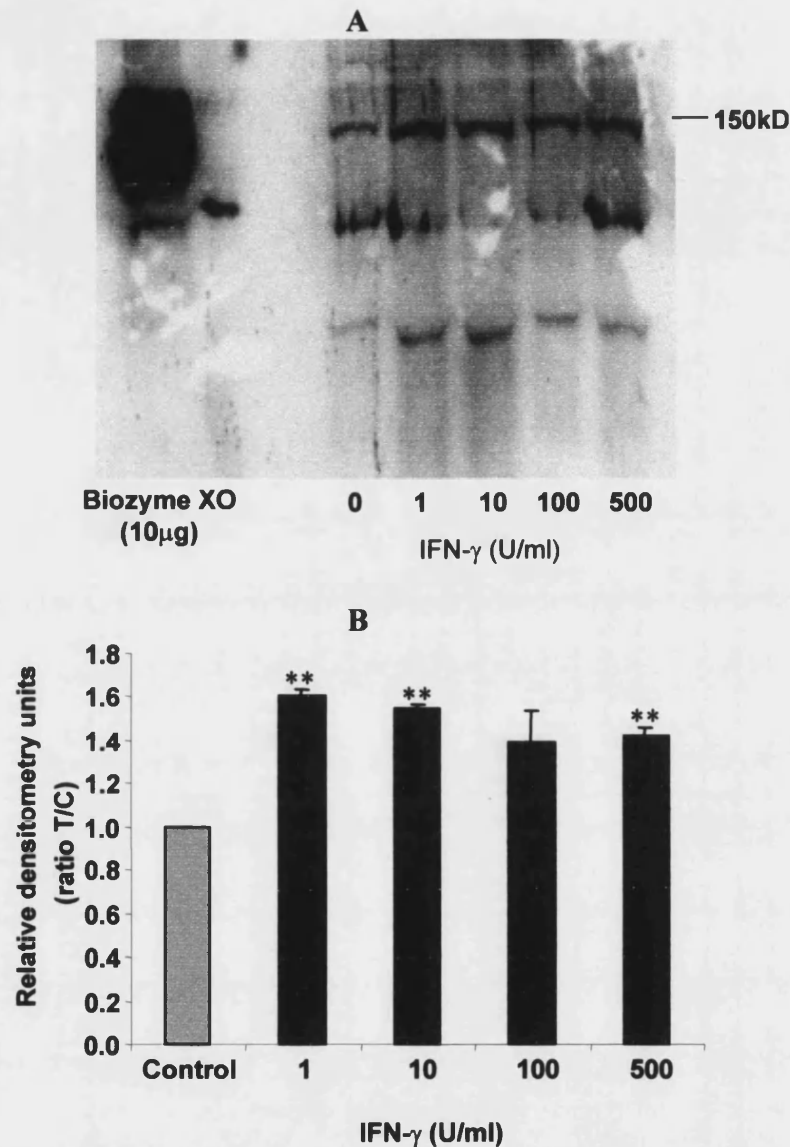 A
150kD
Biozyme XO
(10μg)
0 1 10 100 500
IFN-γ (U/ml)
B
Relative densitometry units
(ratio T/C)
1.8
1.6
1.4
1.2
1.0
0.8
0.6
0.4
0.2
0.0
** ** **
Control 1 10 100 500
IFN-γ (U/ml)